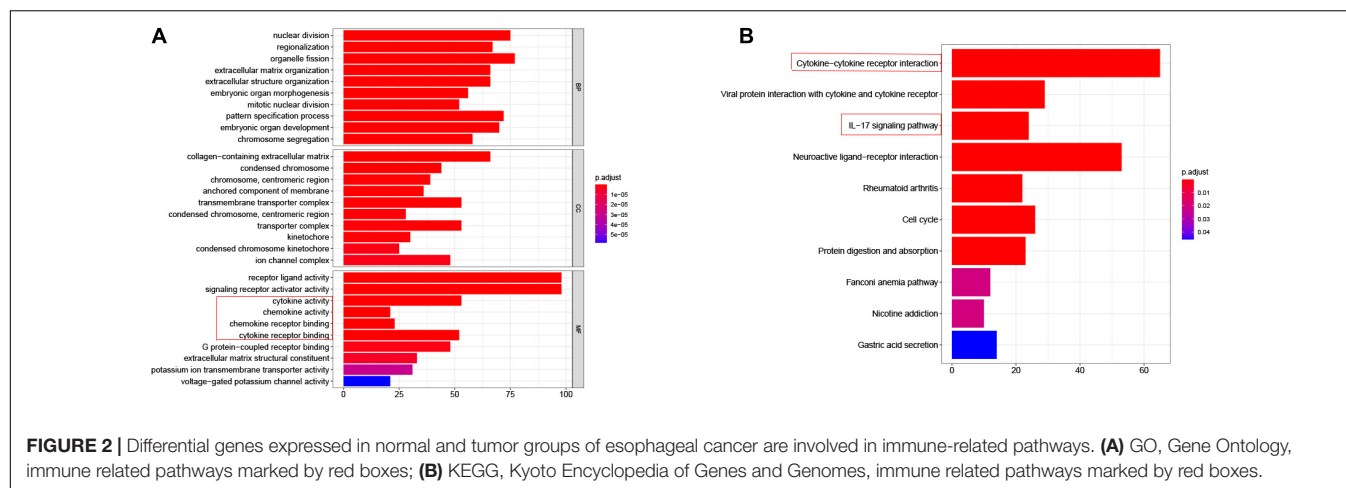 A
nuclear division
regionalization
organelle fission
extracellular matrix organization
extracellular structure organization
embryonic organ morphogenesis
mitotic nuclear division
pattern specification process
embryonic organ development
chromosome segregation
BP
collagen-containing extracellular matrix
condensed chromosome
chromosome, centromeric region
anchored component of membrane
transmembrane transporter complex
condensed chromosome, centromeric region
transporter complex
kinetochore
condensed chromosome kinetochore
ion channel complex
CC
receptor ligand activity
signaling receptor activator activity
cytokine activity
chemokine activity
chemokine receptor binding
cytokine receptor binding
G protein-coupled receptor binding
extracellular matrix structural constituent
potassium ion transmembrane transporter activity
voltage-gated potassium channel activity
MF
0 25 50 75 100
p.adjust
1e-05
2e-05
3e-05
4e-05
5e-05
B
Cytokine-cytokine receptor interaction
Viral protein interaction with cytokine and cytokine receptor
IL-17 signaling pathway
Neuroactive ligand-receptor interaction
Rheumatoid arthritis
Cell cycle
Protein digestion and absorption
Fanconi anemia pathway
Nicotine addiction
Gastric acid secretion
0 20 40 60
p.adjust
0.01
0.02
0.03
0.04
FIGURE 2 | Differential genes expressed in normal and tumor groups of esophageal cancer are involved in immune-related pathways. (A) GO, Gene Ontology,
immune related pathways marked by red boxes; (B) KEGG, Kyoto Encyclopedia of Genes and Genomes, immune related pathways marked by red boxes.